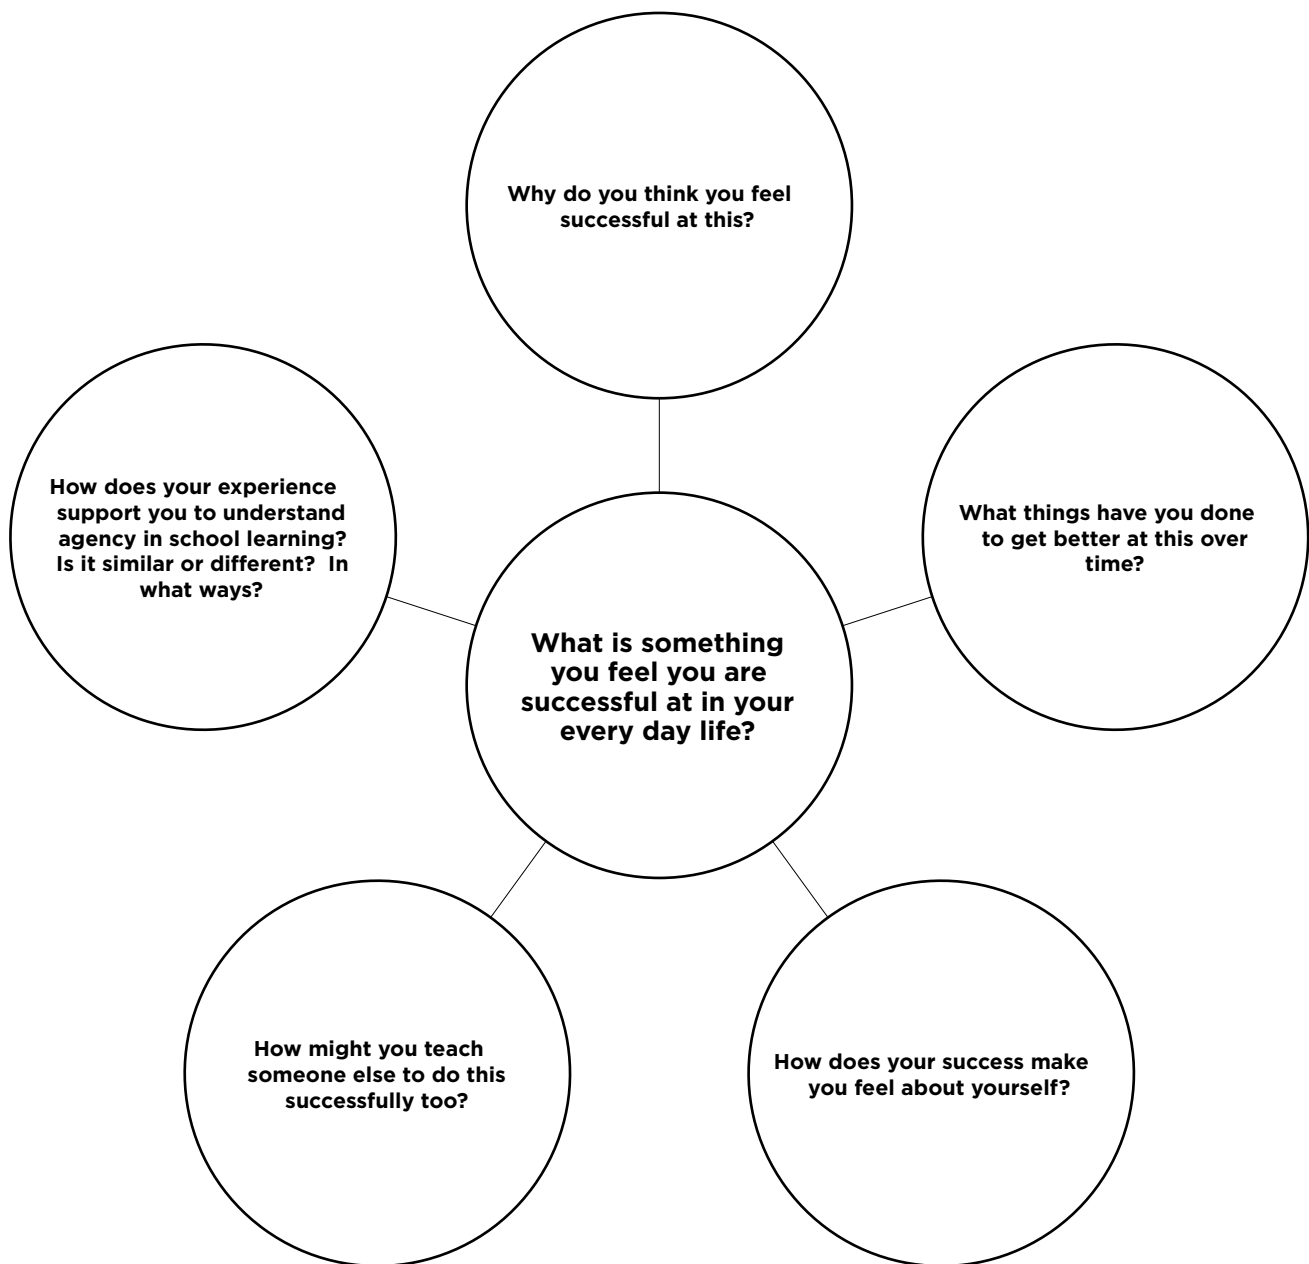 Why do you think you feel
successful at this?
How does your experience
support you to understand
agency in school learning?
Is it similar or different?  In
what ways?
What things have you done
to get better at this over
time?
What is something
you feel you are
successful at in your
every day life?
How might you teach
someone else to do this
successfully too?
How does your success make
you feel about yourself?